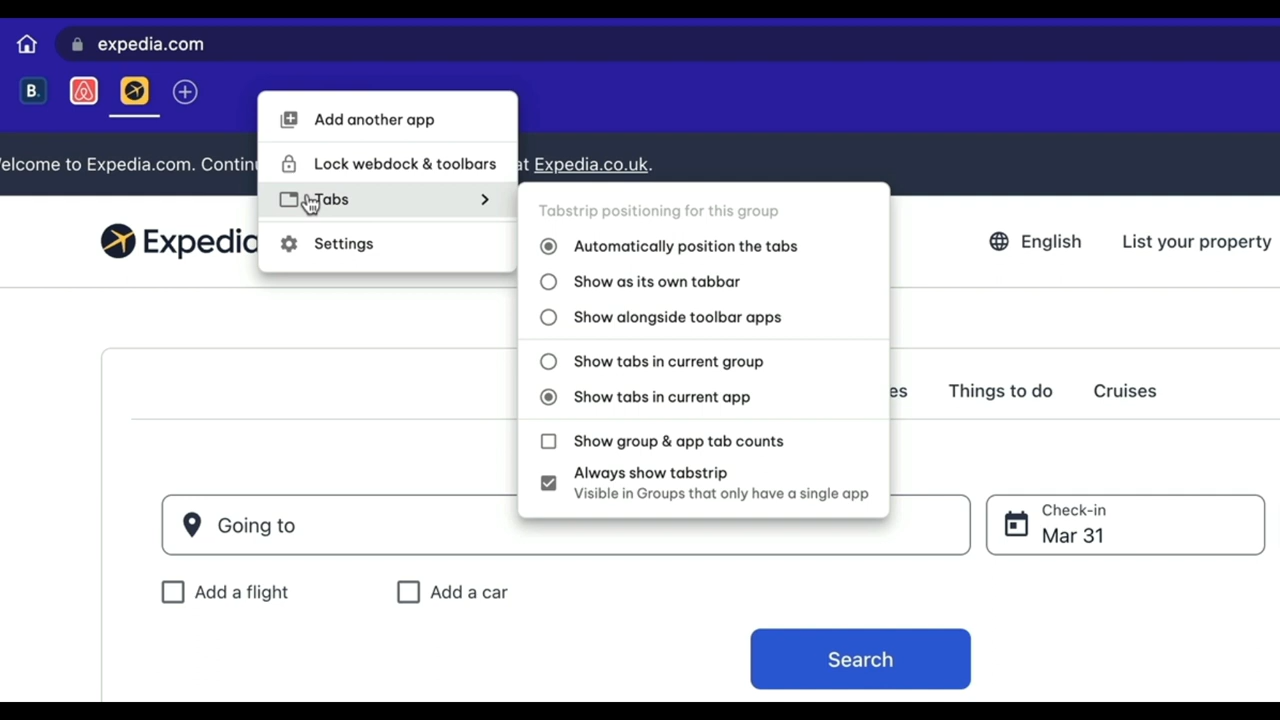 expedia.com
B.
Add another app
elcome to Expedia.com. Contin
Lock webdock & toolbars
at Expedia.co.uk.
Tabs
Tabstrip positioning for this group
Expedia
Settings
Automatically position the tabs
English
List your property
Show as its own tabbar
Show alongside toolbar apps
Show tabs in current group
Show tabs in current app
es
Things to do
Cruises
Show group & app tab counts
Always show tabstrip
Visible in Groups that only have a single app
Going to
Check-in
Mar 31
Add a flight
Add a car
Search